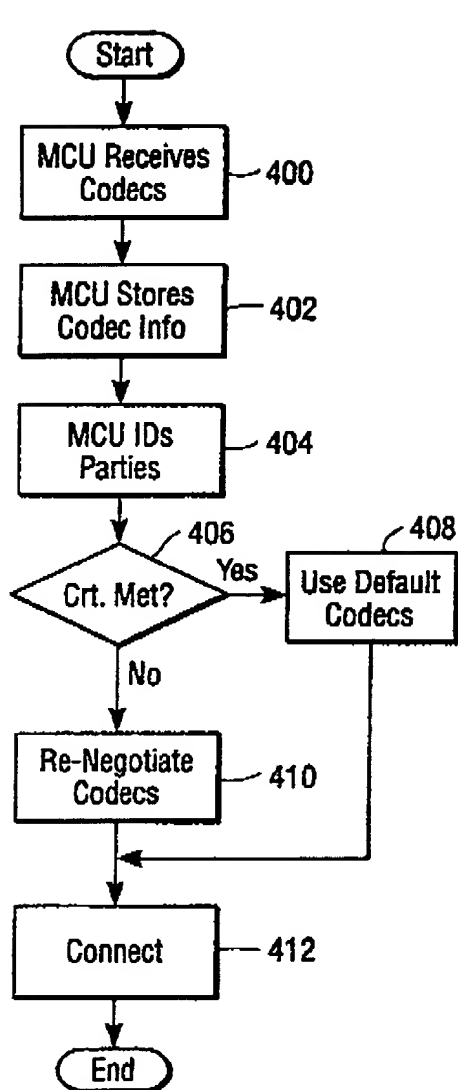 Start
MCU Receives
Codecs
400
MCU Stores
Codec Info
402
MCU IDs
Parties
404
406
Crt. Met?
Yes
408
Use Default
Codecs
No
Re-Negotiate
Codecs
410
Connect
412
End